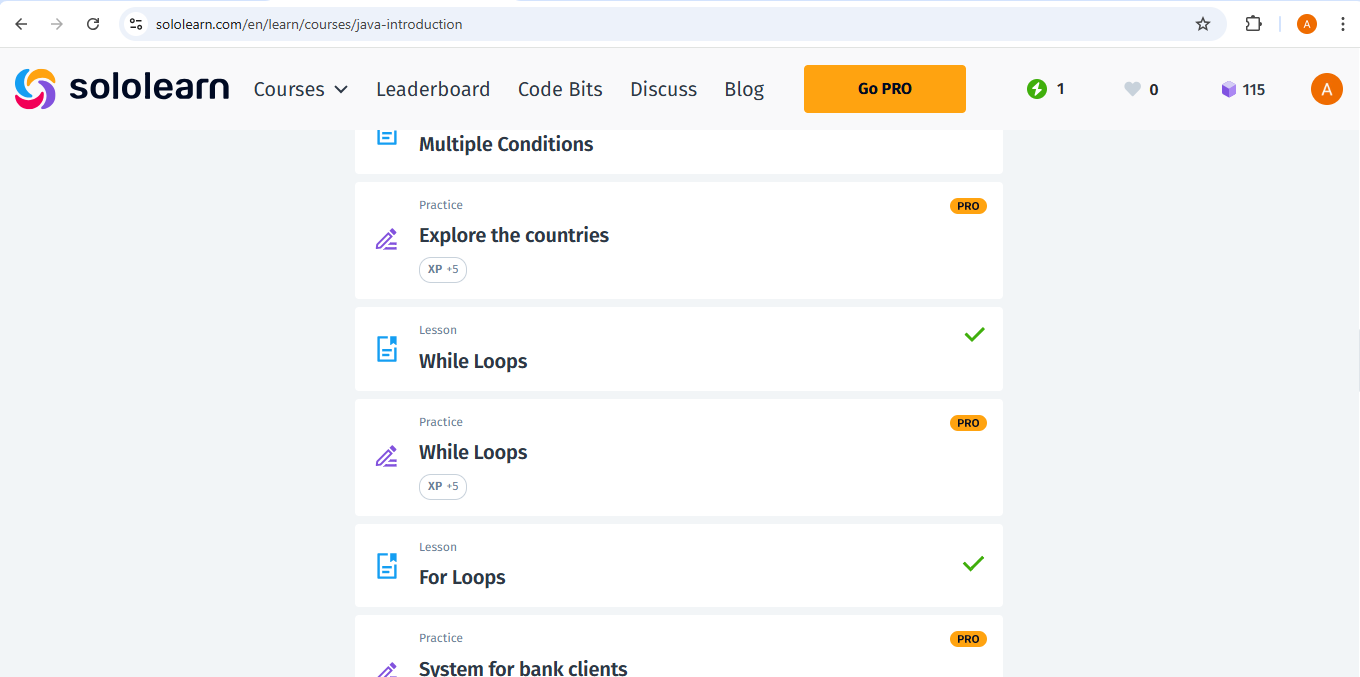 sololearn.com/en/learn/courses/java-introduction
A
sololearn Courses Leaderboard Code Bits Discuss Blog Go PRO 1 0 115 A
Multiple Conditions
Practice PRO
Explore the countries
XP +5
Lesson
While Loops
Practice PRO
While Loops
XP +5
Lesson
For Loops
Practice PRO
System for bank clients